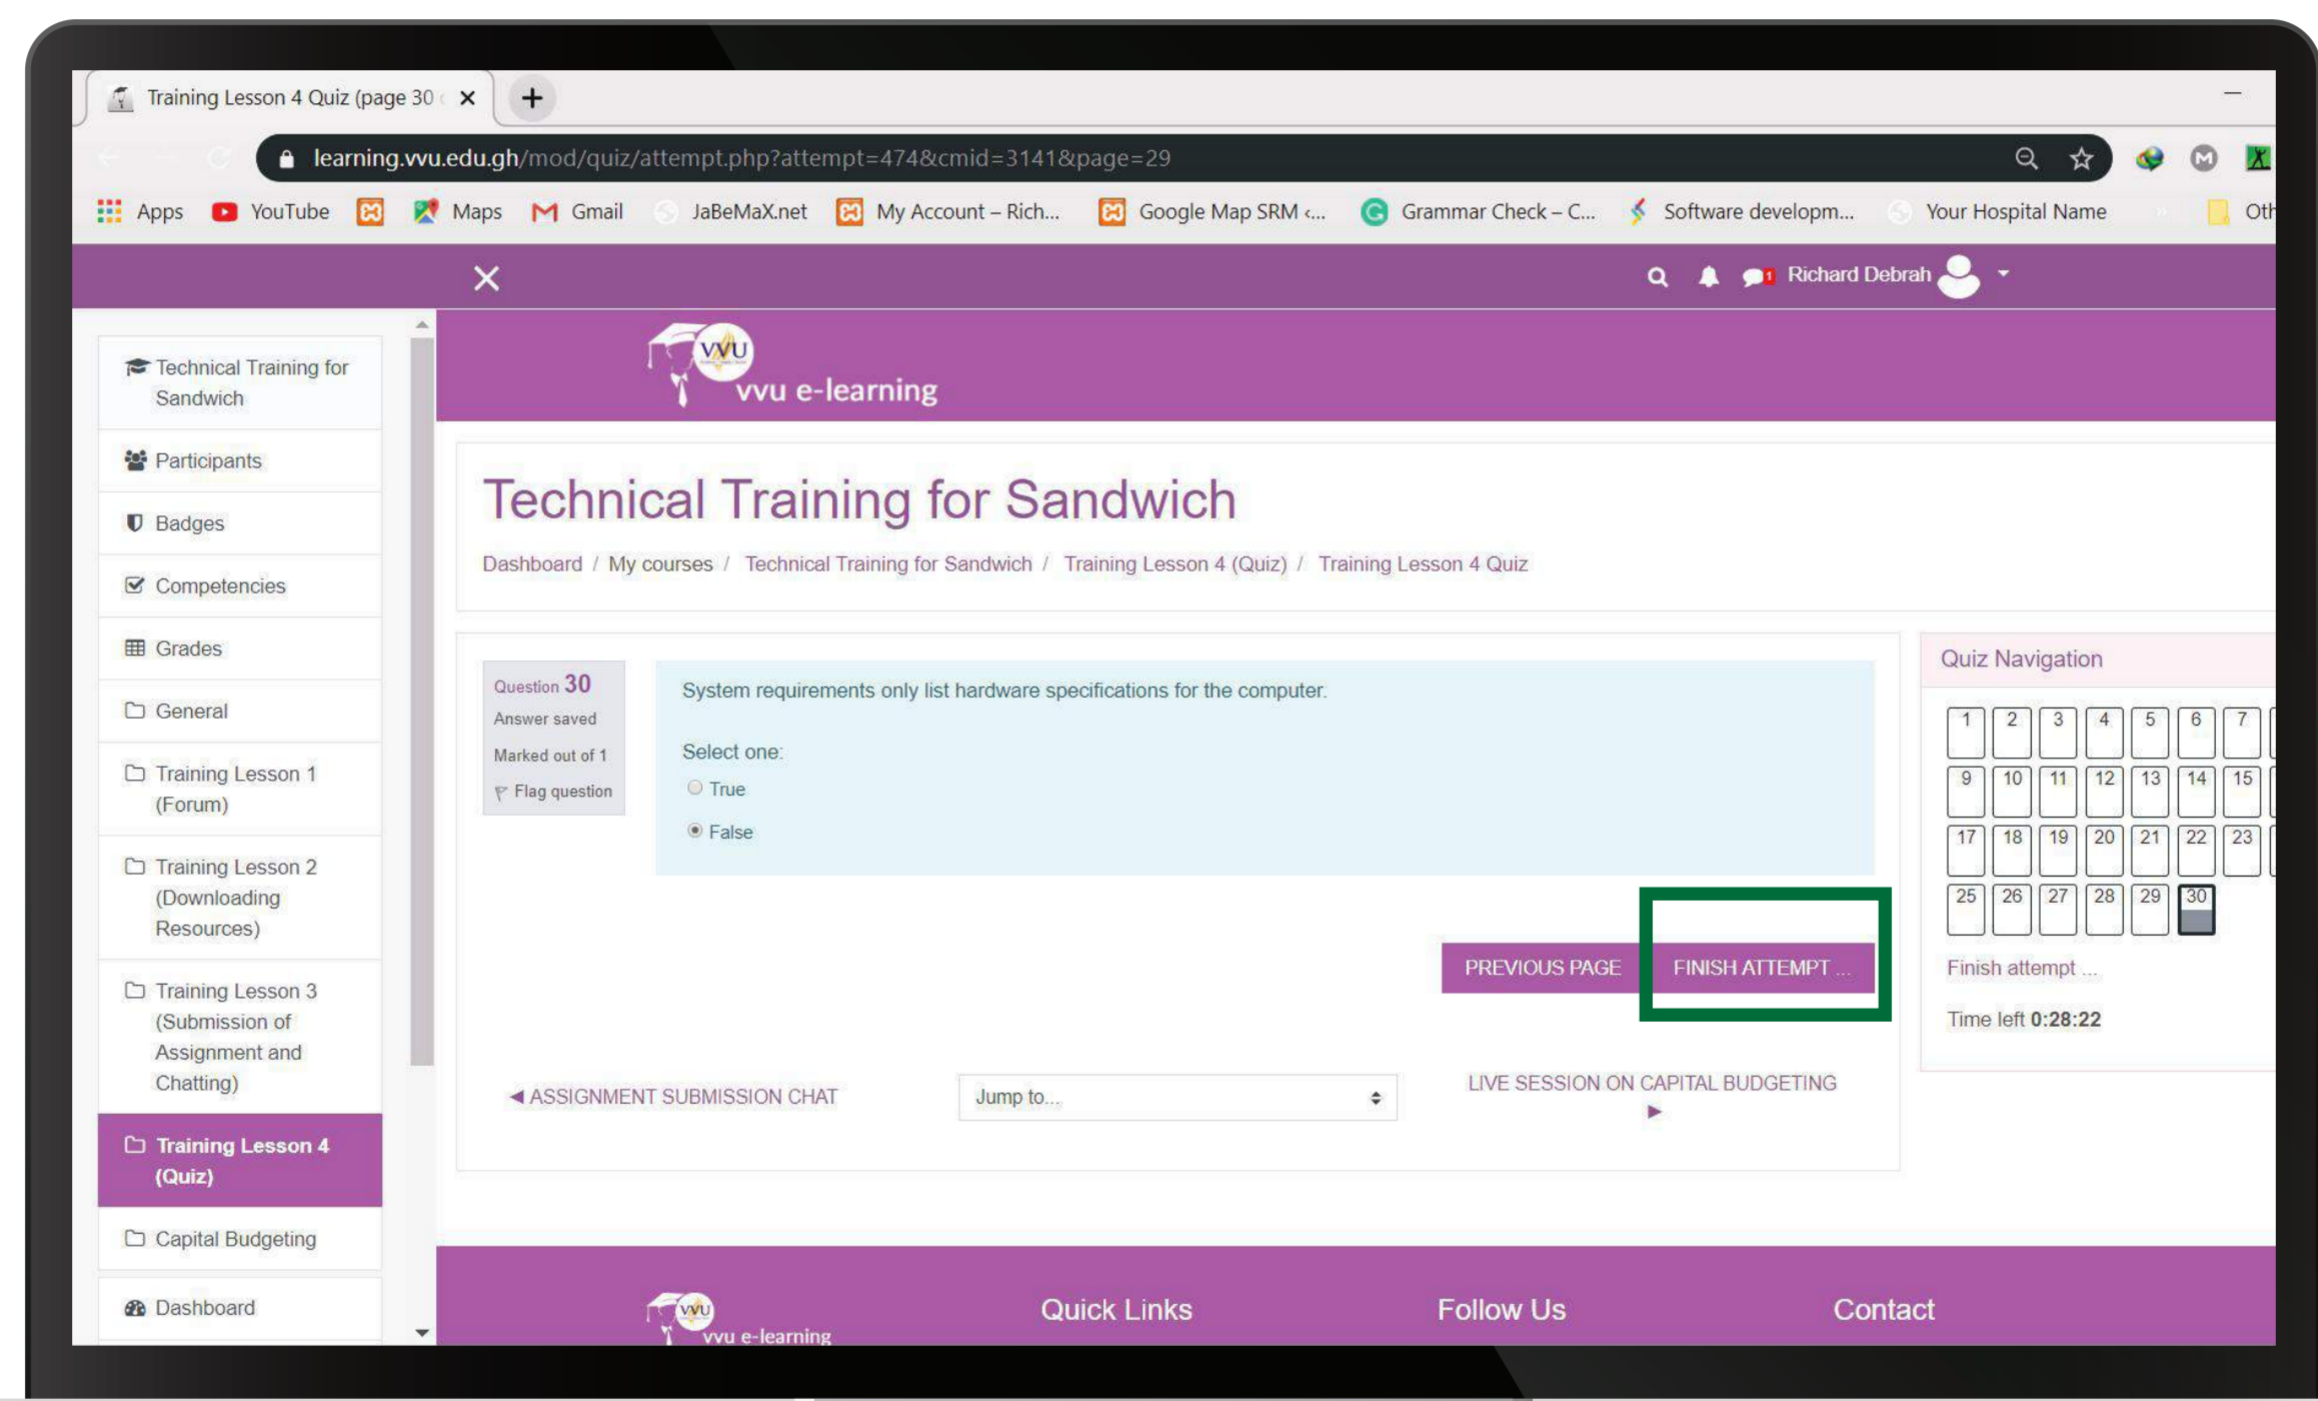 Training Lesson 4 Quiz (page 30
learning.vvu.edu.gh/mod/quiz/attempt.php?attempt=474&cmid=3141&page=29
Apps YouTube Maps Gmail JaBeMaX.net My Account – Rich... Google Map SRM ‹... Grammar Check – C... Software developm... Your Hospital Name » Oth
1 Richard Debrah
VVU
vvu e-learning
Technical Training for
Sandwich
Participants
Badges
Competencies
Grades
General
Training Lesson 1
(Forum)
Training Lesson 2
(Downloading
Resources)
Training Lesson 3
(Submission of
Assignment and
Chatting)
Training Lesson 4
(Quiz)
Capital Budgeting
Dashboard
Technical Training for Sandwich
Dashboard / My courses / Technical Training for Sandwich / Training Lesson 4 (Quiz) / Training Lesson 4 Quiz
Question 30
Answer saved
Marked out of 1
Flag question
System requirements only list hardware specifications for the computer.
Select one:
True
False
PREVIOUS PAGE FINISH ATTEMPT ...
◄ ASSIGNMENT SUBMISSION CHAT
Jump to...
LIVE SESSION ON CAPITAL BUDGETING
►
Quiz Navigation
1 2 3 4 5 6 7
9 10 11 12 13 14 15
17 18 19 20 21 22 23
25 26 27 28 29 30
Finish attempt ...
Time left 0:28:22
VVU
vvu e-learning
Quick Links
Follow Us
Contact